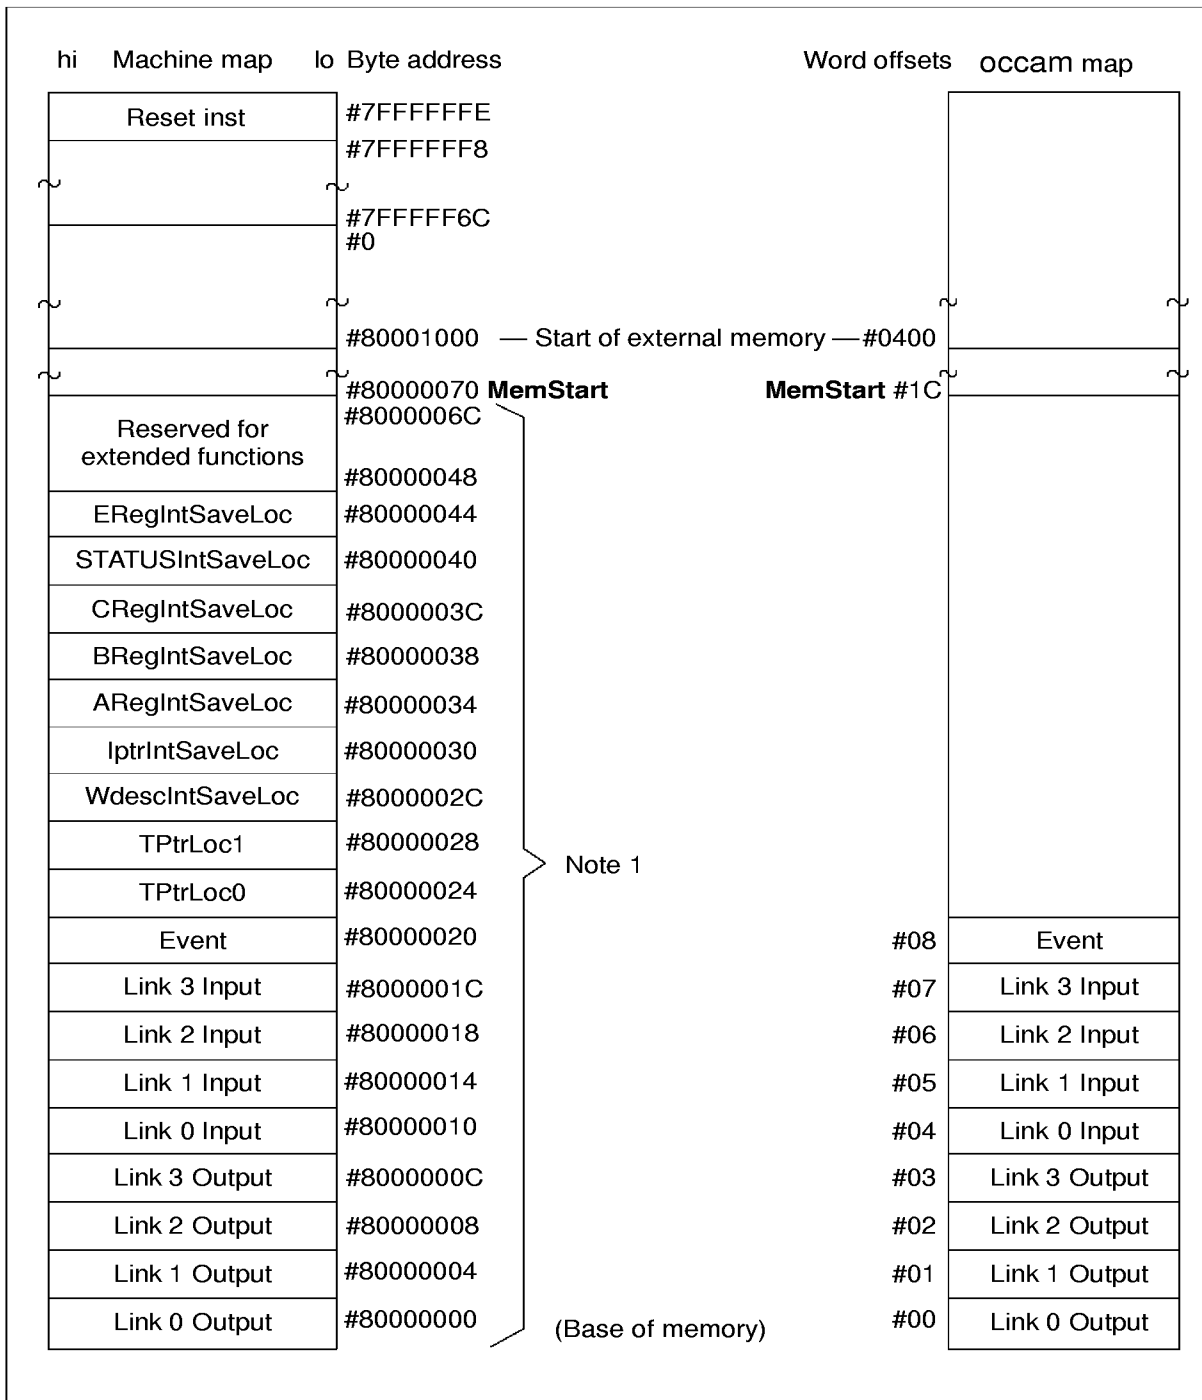 hi Machine map lo Byte address Word offsets occam map
Reset inst #7FFFFFFE
#7FFFFFF8
#7FFFFF6C
#0
#80001000 — Start of external memory — #0400
#80000070 MemStart MemStart #1C
#8000006C
Reserved for
extended functions
#80000048
ERegIntSaveLoc #80000044
STATUSIntSaveLoc #80000040
CRegIntSaveLoc #8000003C
BRegIntSaveLoc #80000038
ARegIntSaveLoc #80000034
IptrIntSaveLoc #80000030
WdescIntSaveLoc #8000002C
TPtrLoc1 #80000028
Note 1
TPtrLoc0 #80000024
Event #80000020 #08 Event
Link 3 Input #8000001C #07 Link 3 Input
Link 2 Input #80000018 #06 Link 2 Input
Link 1 Input #80000014 #05 Link 1 Input
Link 0 Input #80000010 #04 Link 0 Input
Link 3 Output #8000000C #03 Link 3 Output
Link 2 Output #80000008 #02 Link 2 Output
Link 1 Output #80000004 #01 Link 1 Output
Link 0 Output #80000000 (Base of memory) #00 Link 0 Output